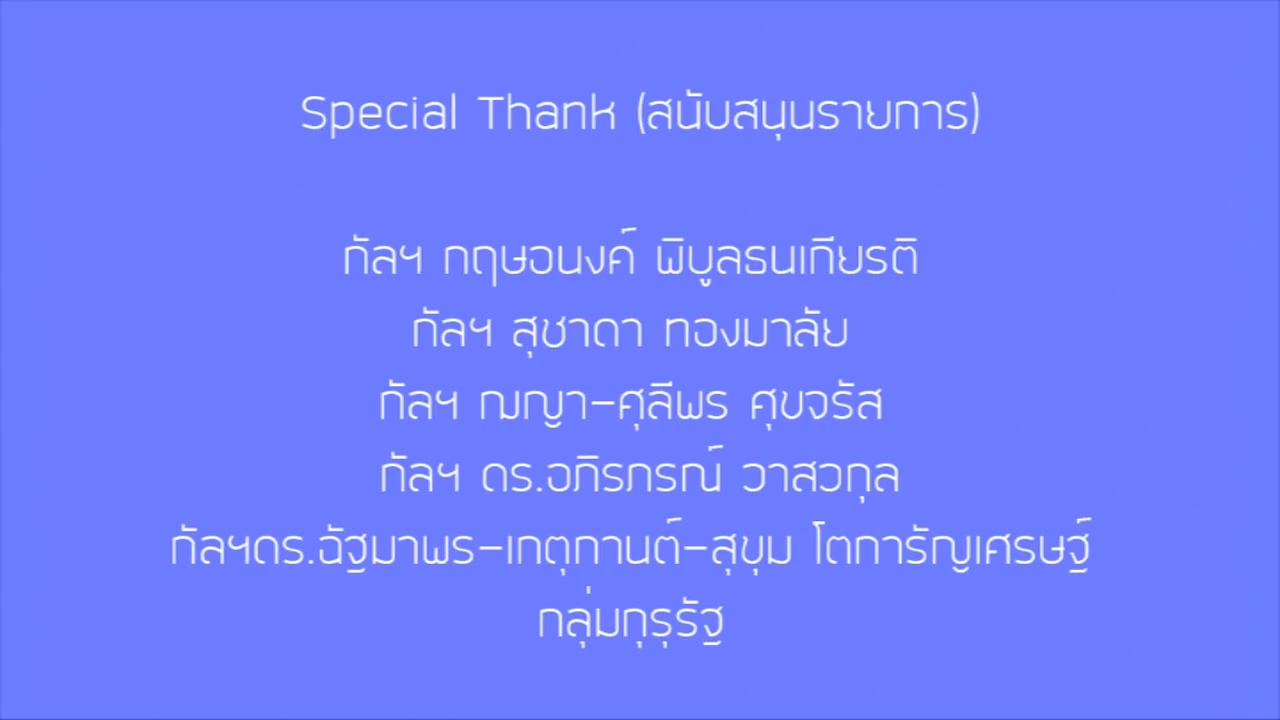 Special Thank (สนับสนุนรายการ)
กัลฯ กฤษอนงค์ พิบูลธนเกียรติ
กัลฯ สุชาดา ทองมาลัย
กัลฯ ฌญา-ศุลีพร ศุขจรัส
กัลฯ ดร.อภิรภรณ์ วาสวกุล
กัลฯดร.ฉัฐมาพร-เกตุกานต์-สุขุม โตการัญเศรษฐ์
กลุ่มกุรุรัฐ